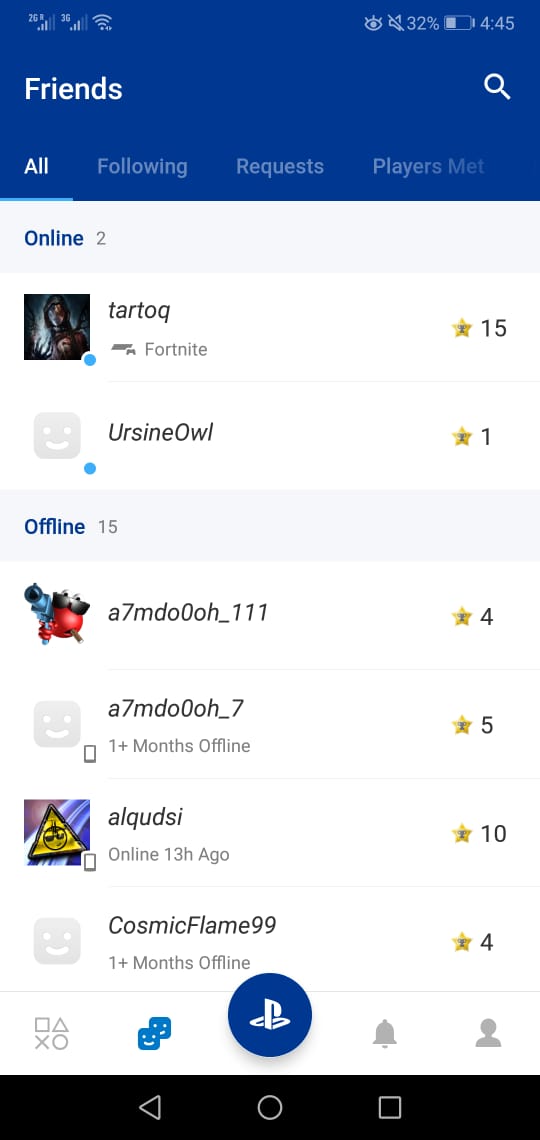 2G R 3G 32% 4:45
Friends
All Following Requests Players Met
Online 2
tartoq 15
Fortnite
UrsineOwl 1
Offline 15
a7mdo0oh_111 4
a7mdo0oh_7 5
1+ Months Offline
alqudsi 10
Online 13h Ago
CosmicFlame99 4
1+ Months Offline